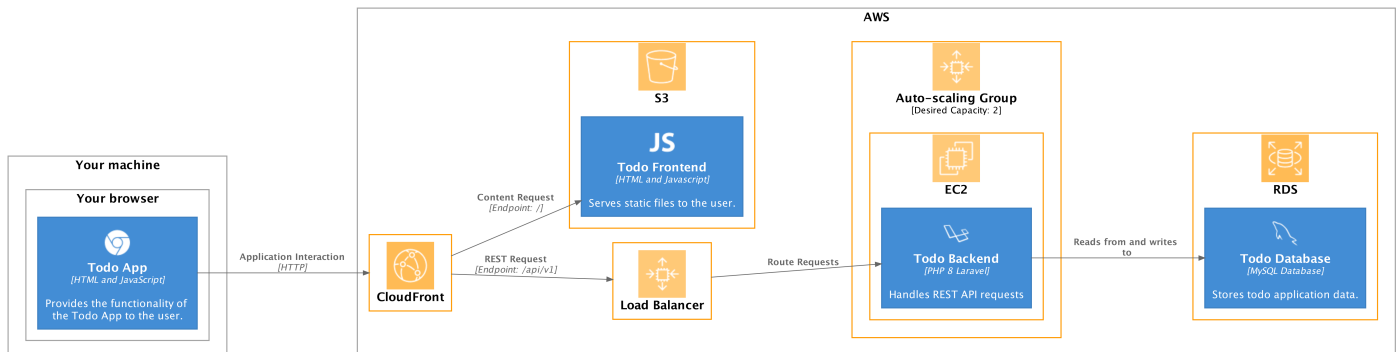 AWS
S3
JS
Todo Frontend
[HTML and Javascript]
Serves static files to the user.
Auto-scaling Group
[Desired Capacity: 2]
EC2
Todo Backend
[PHP 8 Laravel]
Handles REST API requests
RDS
Todo Database
[MySQL Database]
Stores todo application data.
Your machine
Your browser
Todo App
[HTML and JavaScript]
Provides the functionality of
the Todo App to the user.
Application Interaction
[HTTP]
CloudFront
Content Request
[Endpoint: /]
REST Request
[Endpoint: /api/v1]
Load Balancer
Route Requests
Reads from and writes
to